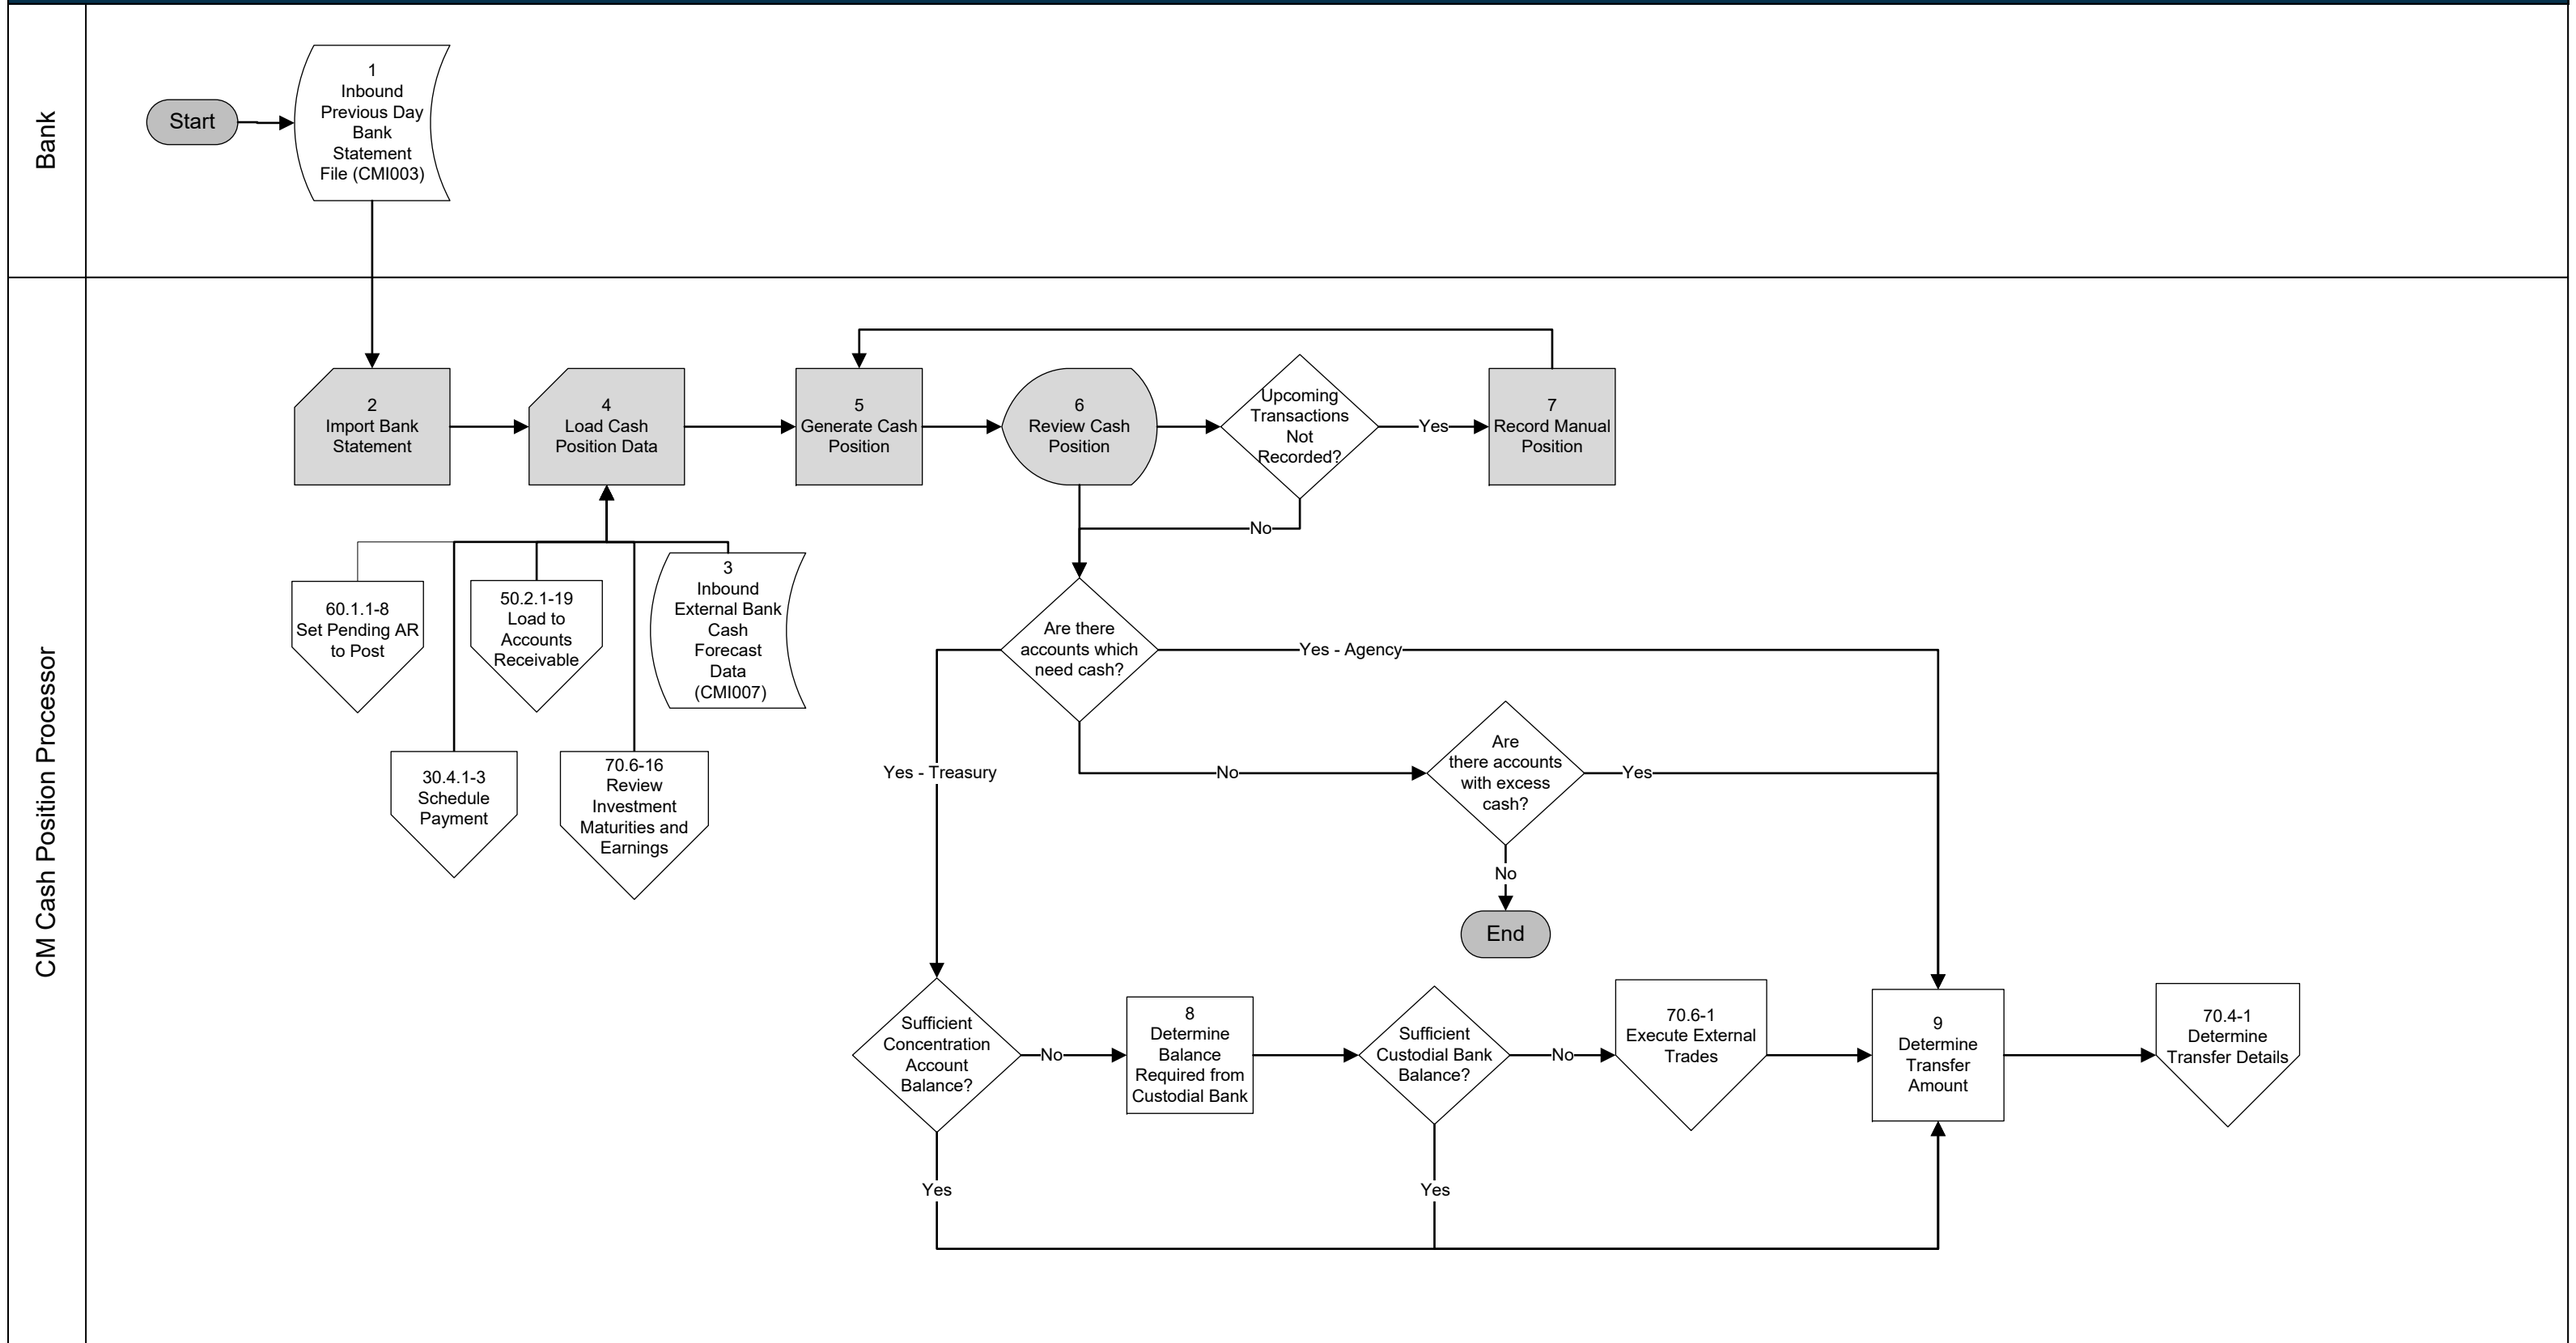 Bank
Start
1
Inbound
Previous Day
Bank
Statement
File (CMI003)
CM Cash Position Processor
2
Import Bank
Statement
4
Load Cash
Position Data
5
Generate Cash
Position
6
Review Cash
Position
Upcoming
Transactions
Not
Recorded?
Yes
7
Record Manual
Position
No
60.1.1-8
Set Pending AR
to Post
50.2.1-19
Load to
Accounts
Receivable
3
Inbound
External Bank
Cash
Forecast
Data
(CMI007)
30.4.1-3
Schedule
Payment
70.6-16
Review
Investment
Maturities and
Earnings
Are there
accounts which
need cash?
Yes - Agency
Yes - Treasury
No
Are
there accounts
with excess
cash?
Yes
No
End
Sufficient
Concentration
Account
Balance?
No
8
Determine
Balance
Required from
Custodial Bank
Sufficient
Custodial Bank
Balance?
No
70.6-1
Execute External
Trades
9
Determine
Transfer
Amount
70.4-1
Determine
Transfer Details
Yes
Yes